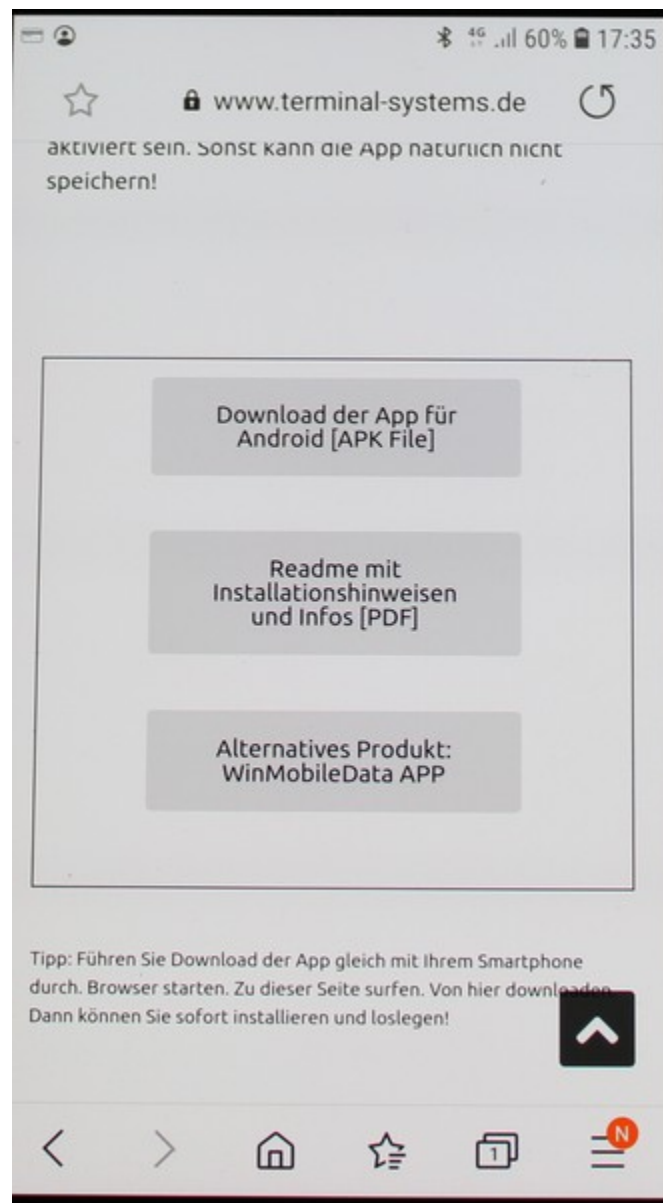 4G 60% 17:35
www.terminal-systems.de
aktiviert sein. Sonst kann die App natürlich nicht
speichern!
Download der App für
Android [APK File]
Readme mit
Installationshinweisen
und Infos [PDF]
Alternatives Produkt:
WinMobileData APP
Tipp: Führen Sie Download der App gleich mit Ihrem Smartphone
durch. Browser starten. Zu dieser Seite surfen. Von hier downloaden.
Dann können Sie sofort installieren und loslegen!
1
N